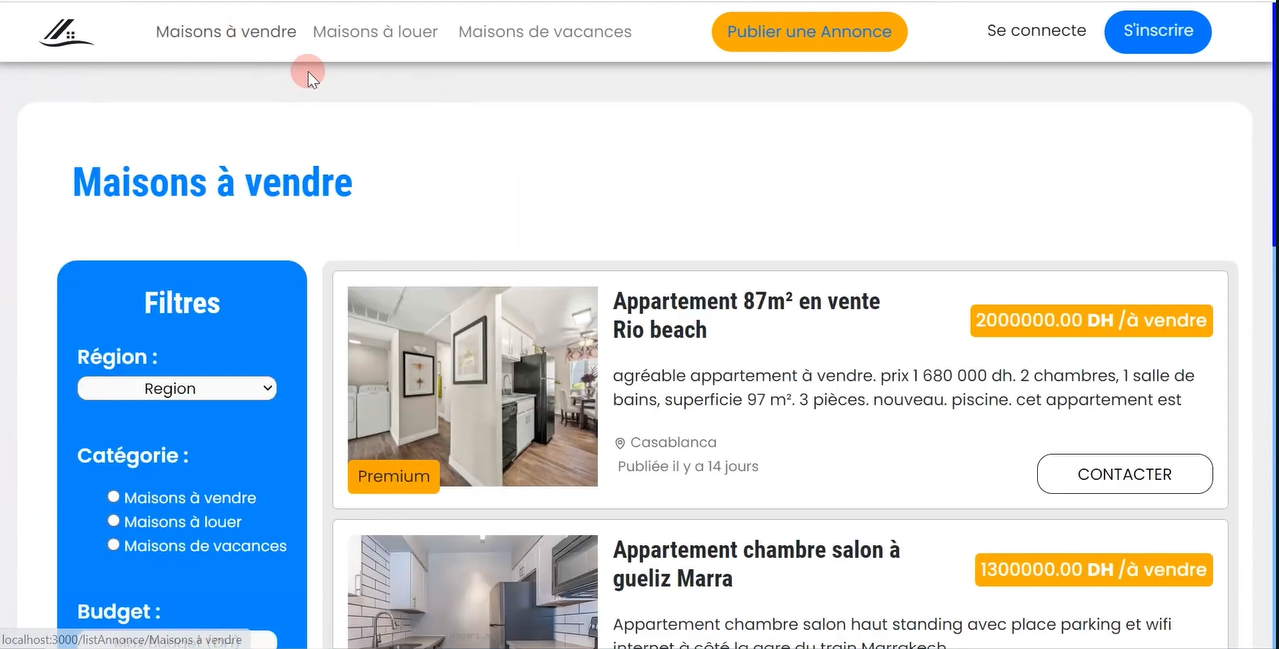 Maisons à vendre Maisons à louer Maisons de vacances Publier une Annonce Se connecte S'inscrire
Maisons à vendre
Filtres
Région :
Region
Catégorie :
Maisons à vendre
Maisons à louer
Maisons de vacances
Budget :
Appartement 87m² en vente
Rio beach
2000000.00 DH /à vendre
agréable appartement à vendre. prix 1 680 000 dh. 2 chambres, 1 salle de
bains, superficie 97 m². 3 pièces. nouveau. piscine. cet appartement est
Casablanca
Publiée il y a 14 jours
Premium
CONTACTER
Appartement chambre salon à
gueliz Marra
1300000.00 DH /à vendre
Appartement chambre salon haut standing avec place parking et wifi
internet à côté la gare du train Marrakech
localhost:3000/listAnnonce/Maisons à vendre